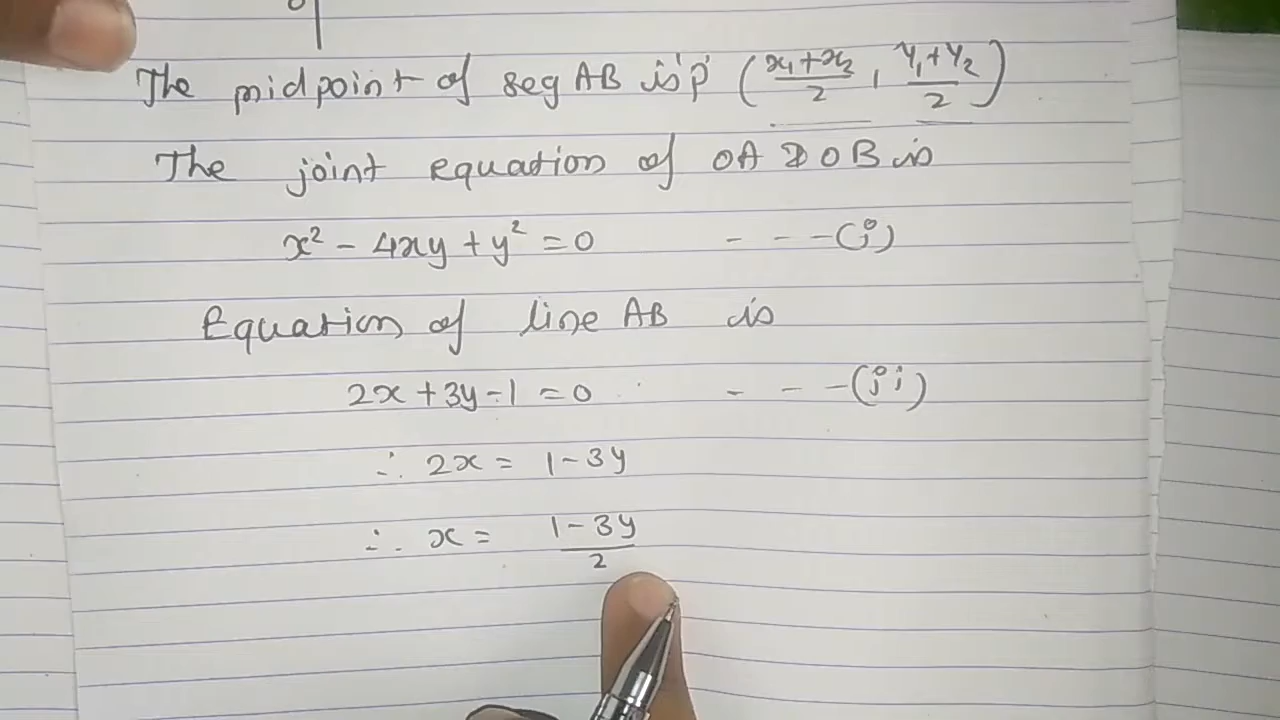 The midpoint of seg AB is 'P' (x₁+x₂/2, y₁+y₂/2)
The joint equation of OA & OB is
x² - 4xy + y² = 0 - - - (i)
Equation of line AB is
2x + 3y - 1 = 0 - - - (ii)
∴ 2x = 1 - 3y
∴ x = 1 - 3y/2